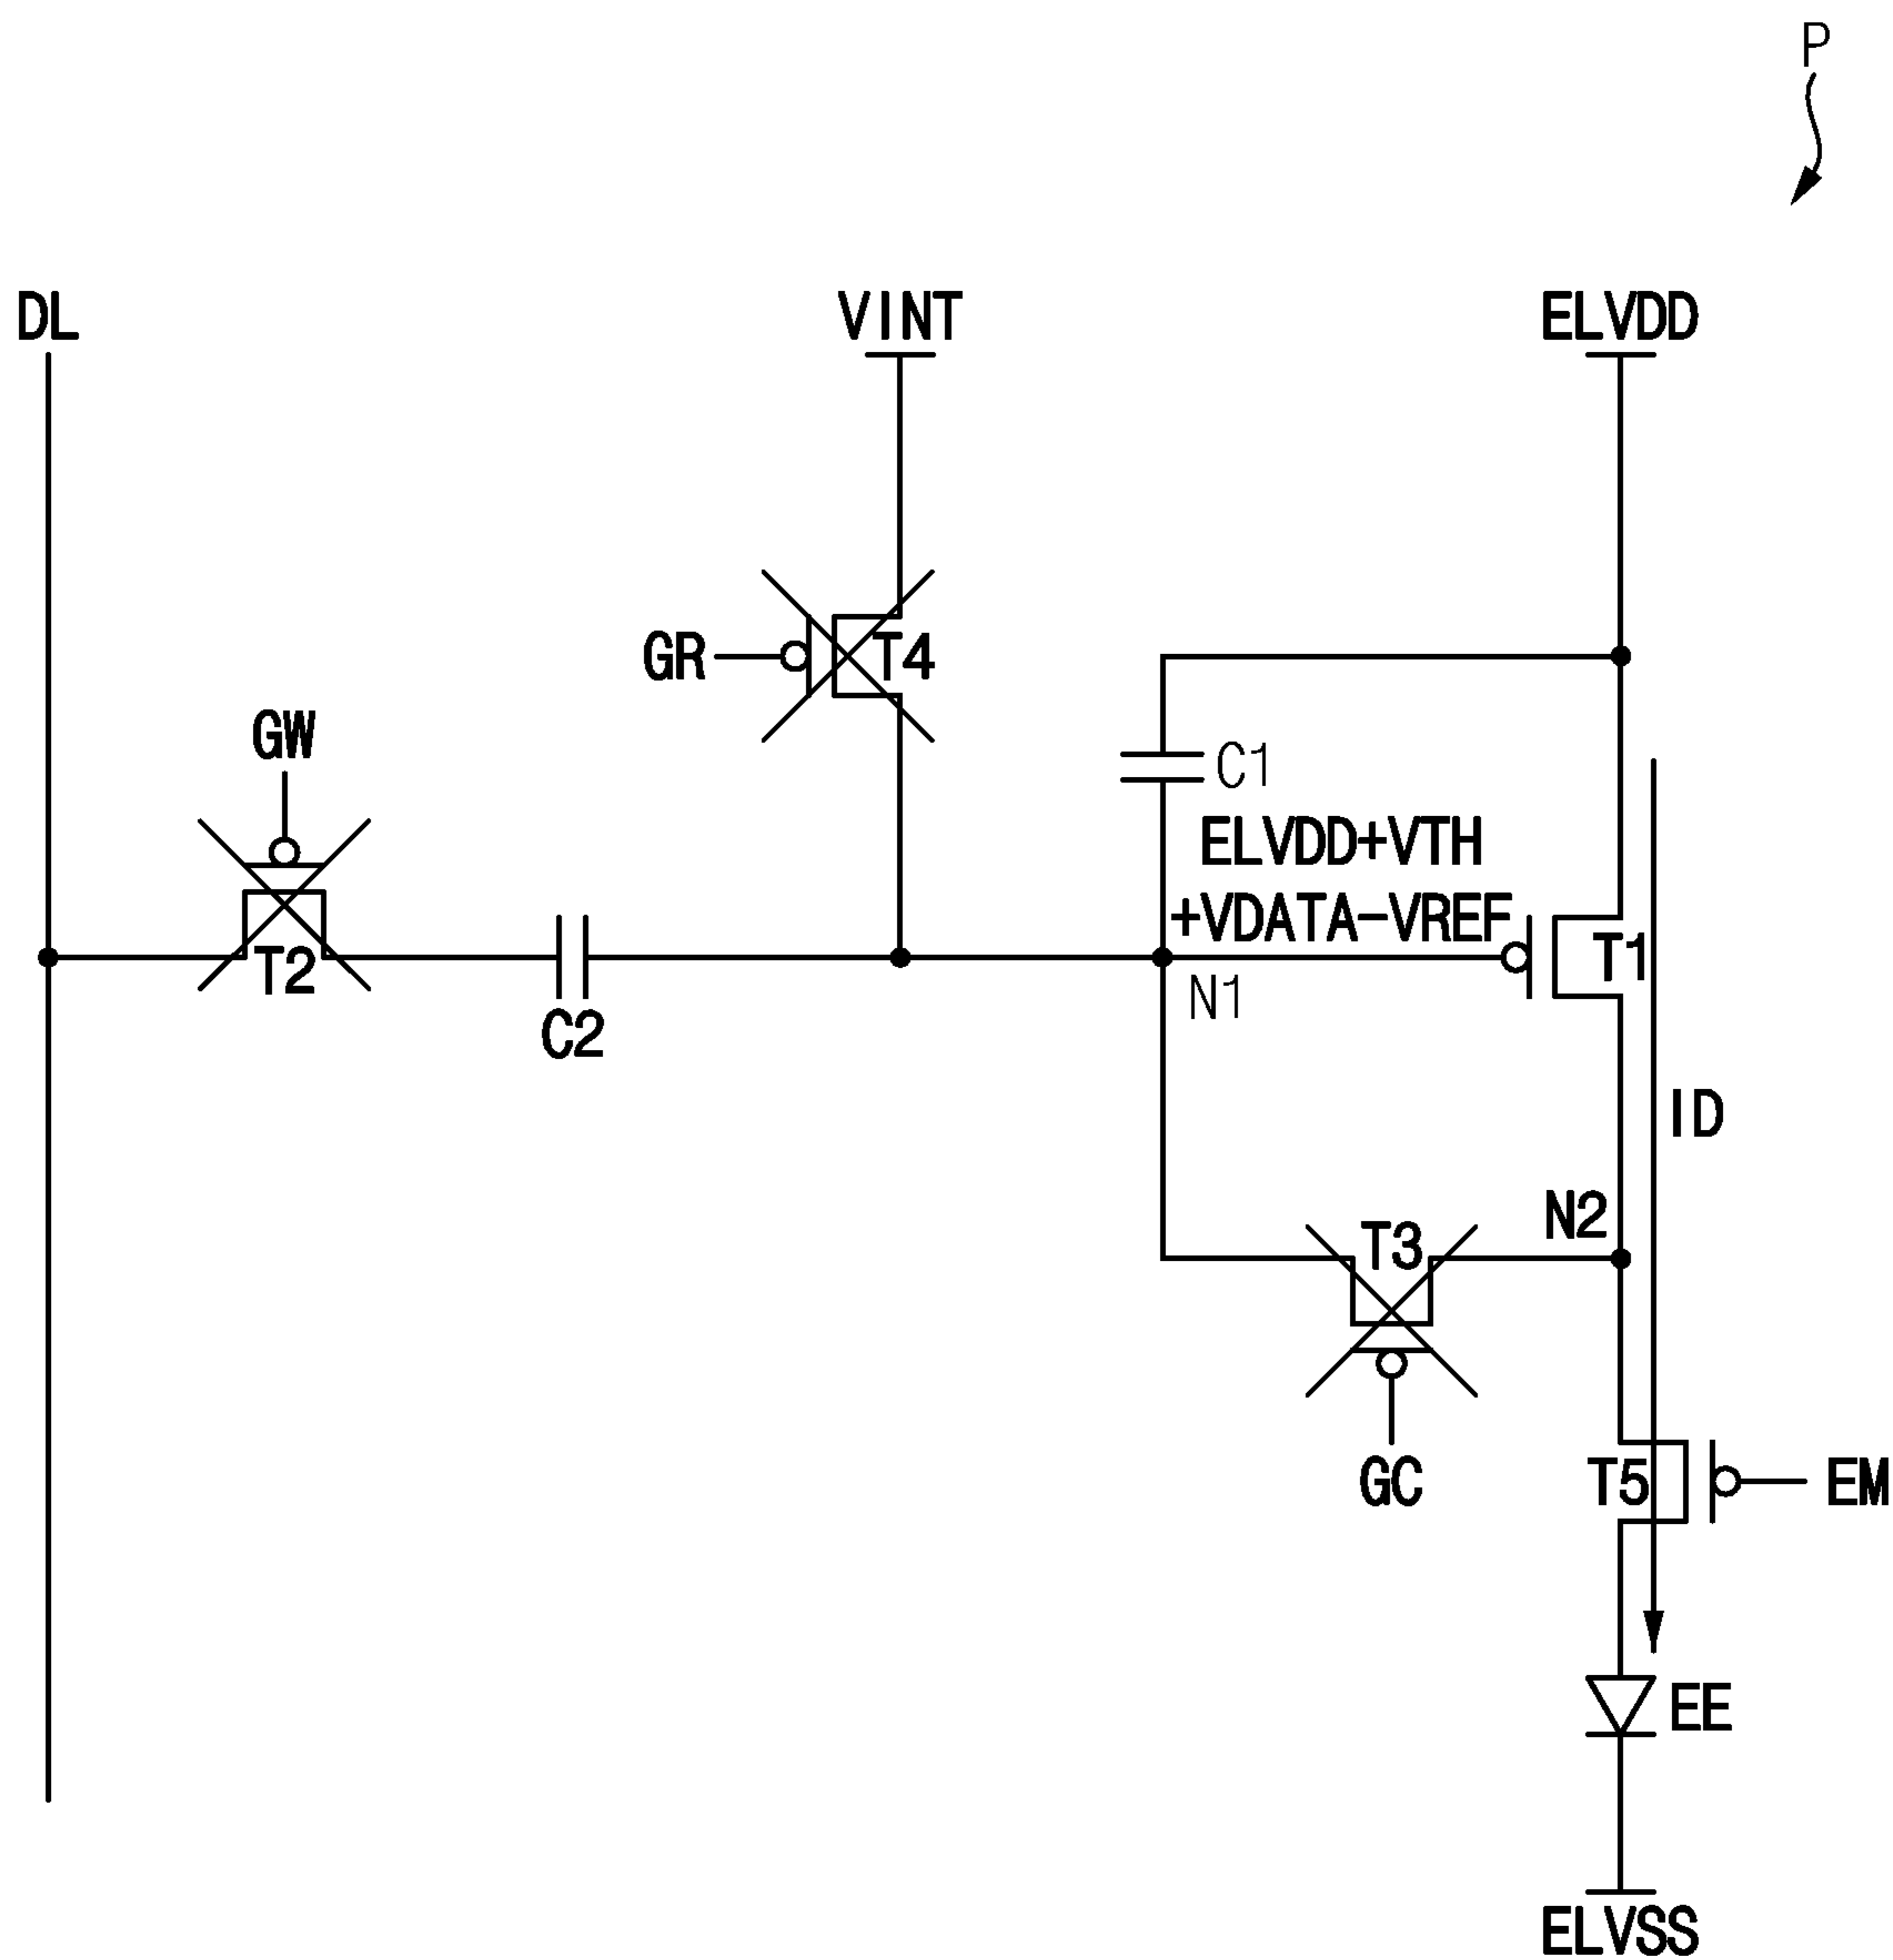 P
DL
VINT
ELVDD
GR
T4
GW
C1
ELVDD+VTH
+VDATA-VREF
T1
T2
N1
C2
ID
N2
T3
GC
T5
EM
EE
ELVSS